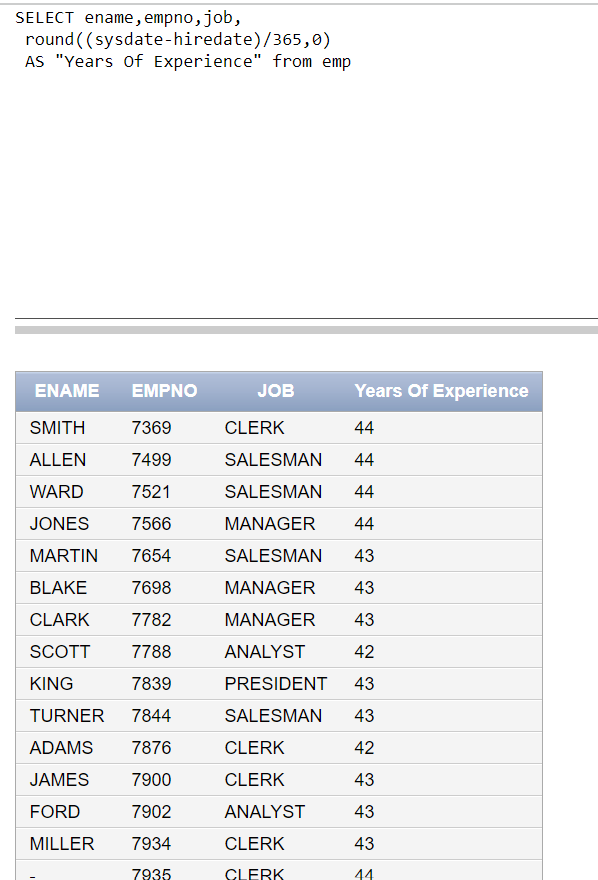 SELECT ename,empno,job,
round((sysdate-hiredate)/365,0)
AS "Years Of Experience" from emp
ENAME EMPNO JOB Years Of Experience
SMITH 7369 CLERK 44
ALLEN 7499 SALESMAN 44
WARD 7521 SALESMAN 44
JONES 7566 MANAGER 44
MARTIN 7654 SALESMAN 43
BLAKE 7698 MANAGER 43
CLARK 7782 MANAGER 43
SCOTT 7788 ANALYST 42
KING 7839 PRESIDENT 43
TURNER 7844 SALESMAN 43
ADAMS 7876 CLERK 42
JAMES 7900 CLERK 43
FORD 7902 ANALYST 43
MILLER 7934 CLERK 43
- 7935 CLERK 44